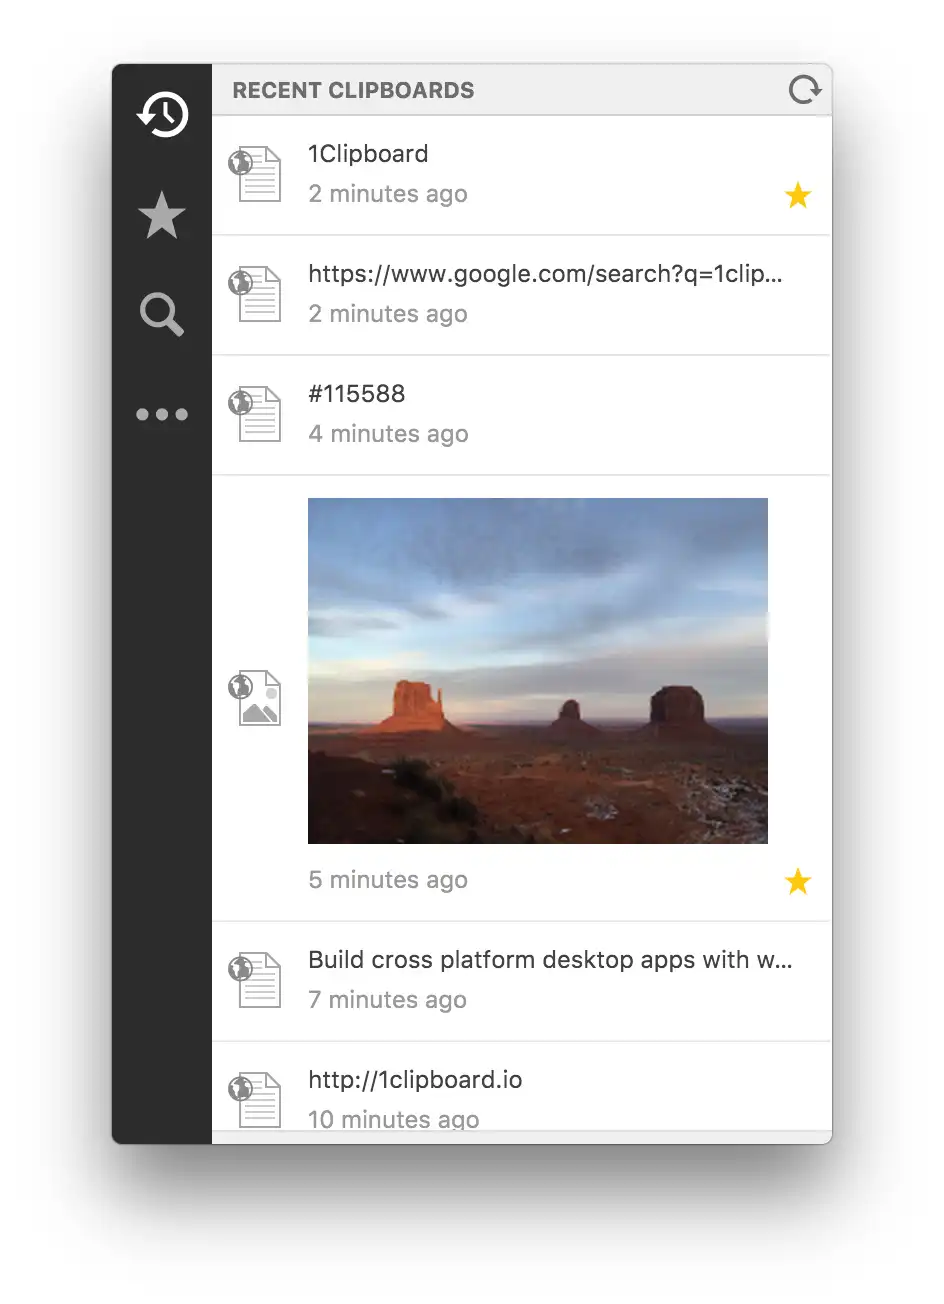 RECENT CLIPBOARDS
1Clipboard
2 minutes ago
https://www.google.com/search?q=1clip...
2 minutes ago
#115588
4 minutes ago
5 minutes ago
Build cross platform desktop apps with w...
7 minutes ago
http://1clipboard.io
10 minutes ago